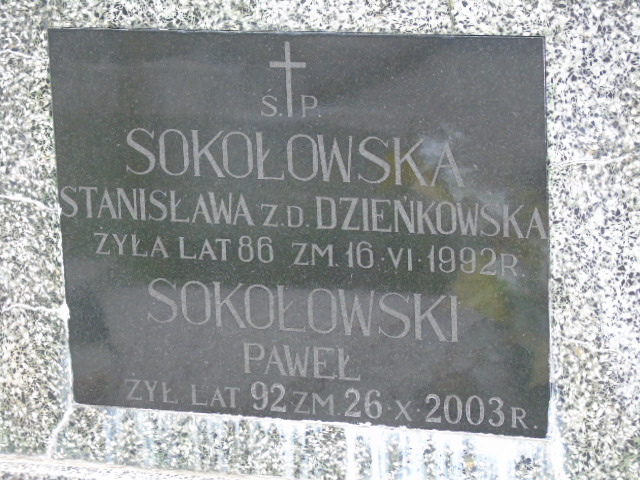 Ś. P.
SOKOŁOWSKA
STANISŁAWA Z.D. DZIEŃKOWSKA
ŻYŁA LAT 86 ZM. 16·VI·1992R.
SOKOŁOWSKI
PAWEŁ
ŻYŁ LAT 92 ZM. 26·X·2003R.